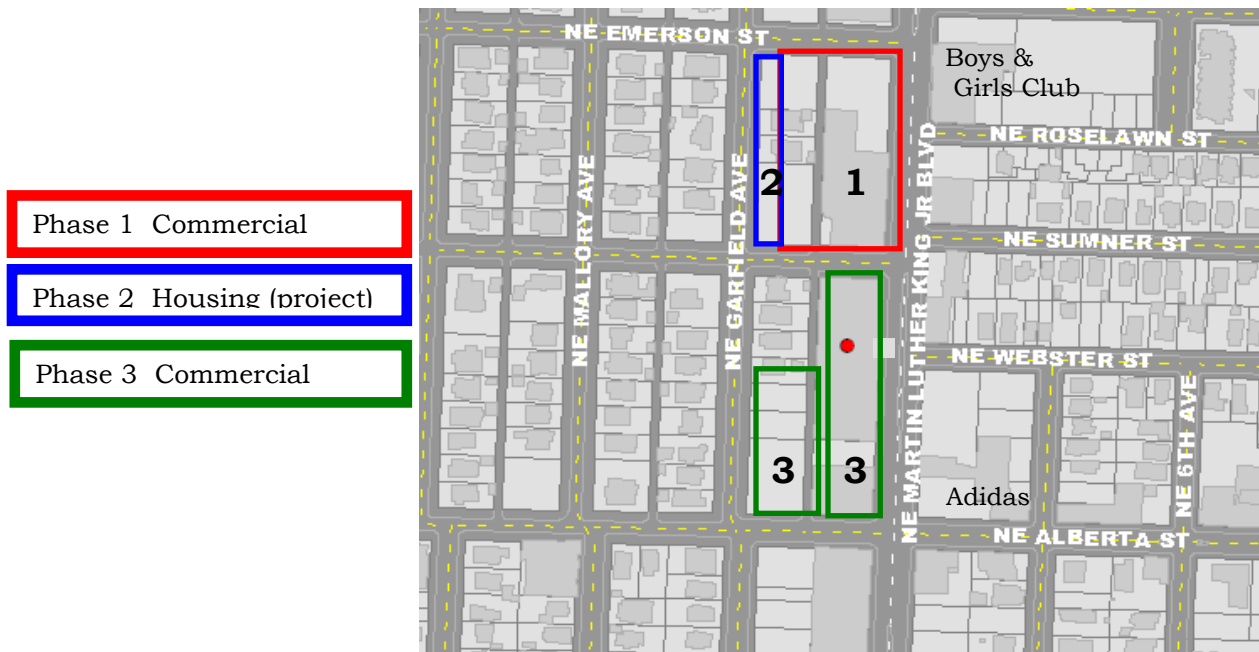 NE EMERSON ST
Boys &
Girls Club
NE ROSELAWN ST
NE MALLORY AVE
NE GARFIELD AVE
NE MARTIN LUTHER KING JR BLVD
2
1
Phase 1 Commercial
Phase 2 Housing (project)
Phase 3 Commercial
NE SUMNER ST
NE WEBSTER ST
NE 6TH AVE
3
3
Adidas
NE ALBERTA ST